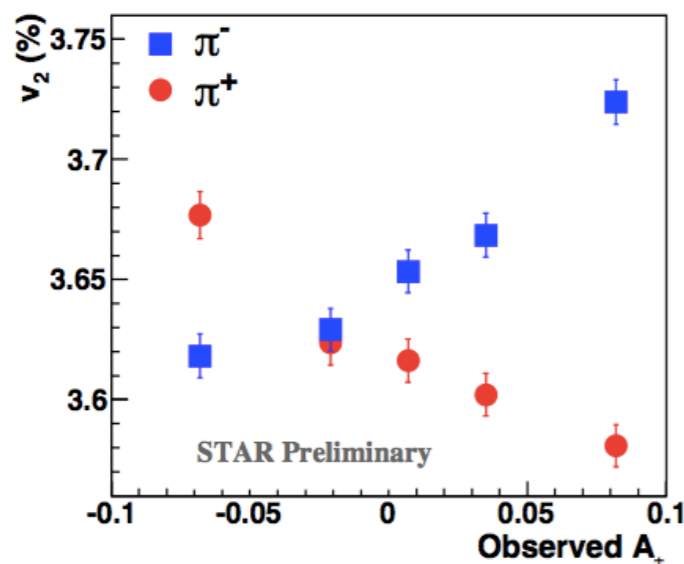 v₂ (%)
π⁻
π⁺
3.75
3.7
3.65
3.6
STAR Preliminary
-0.1
-0.05
0
0.05
0.1
Observed A